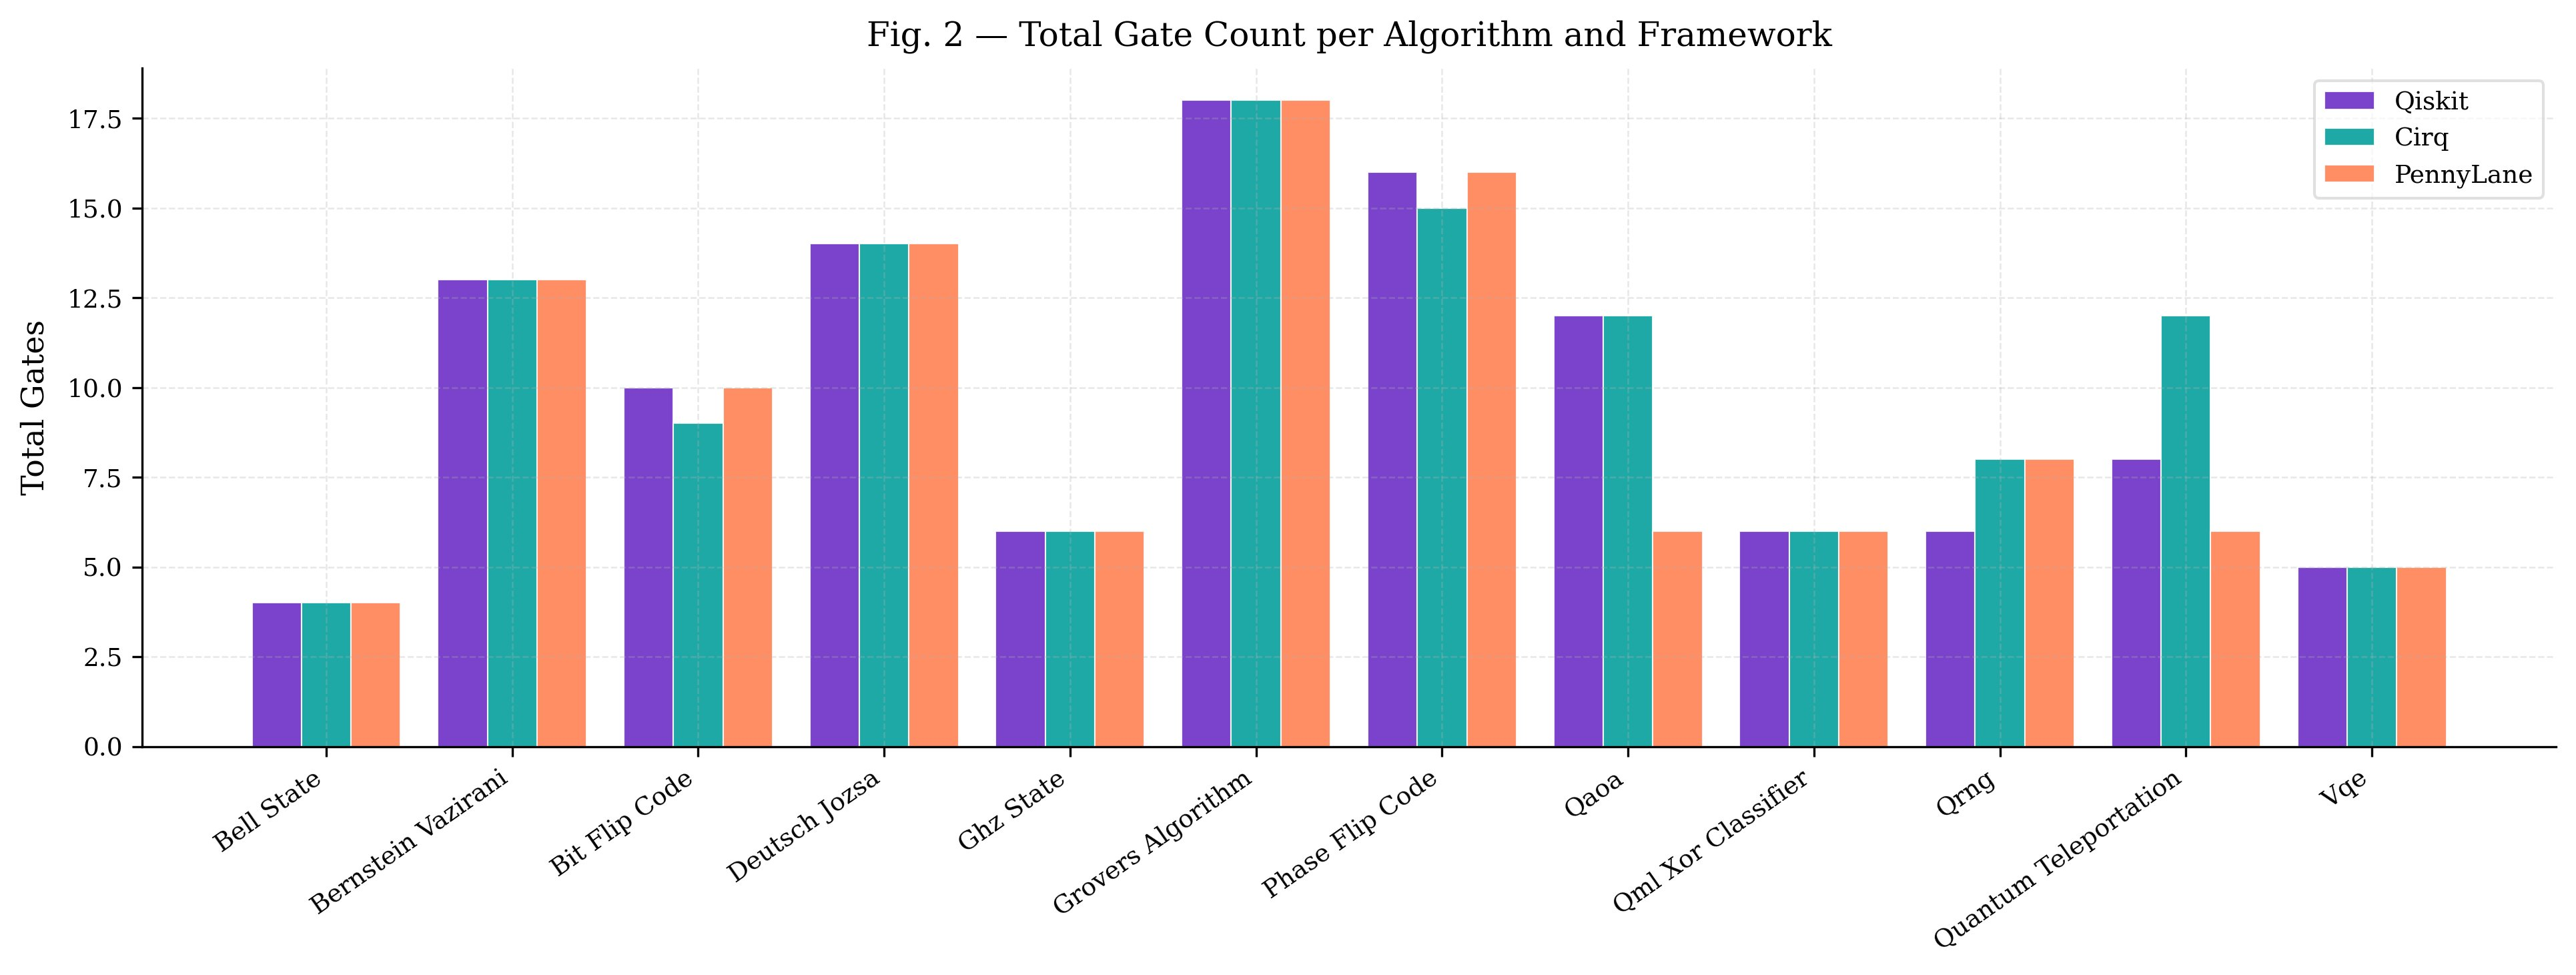 Fig. 2 — Total Gate Count per Algorithm and Framework
Qiskit
Cirq
PennyLane
Total Gates
17.5
15.0
12.5
10.0
7.5
5.0
2.5
0.0
Bell State
Bernstein Vazirani
Bit Flip Code
Deutsch Jozsa
Ghz State
Grovers Algorithm
Phase Flip Code
Qaoa
Qml Xor Classifier
Qrng
Quantum Teleportation
Vqe